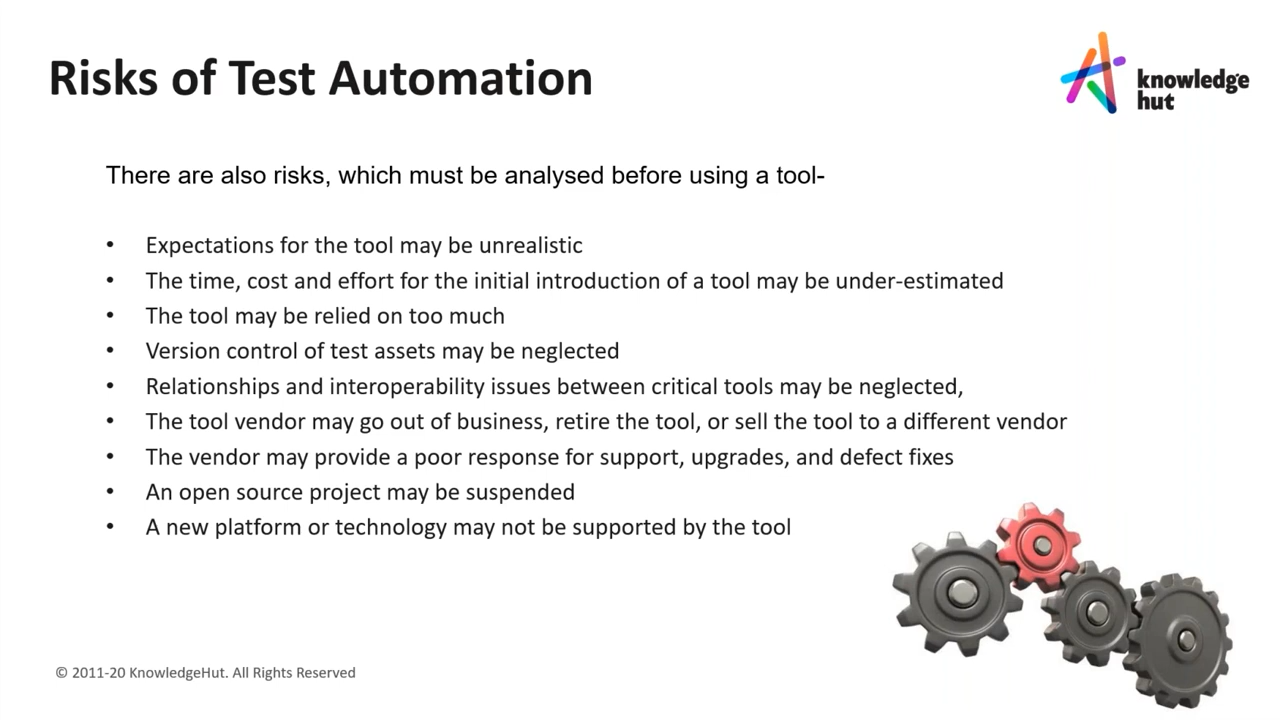 Risks of Test Automation
knowledge
hut
There are also risks, which must be analysed before using a tool-
• Expectations for the tool may be unrealistic
• The time, cost and effort for the initial introduction of a tool may be under-estimated
• The tool may be relied on too much
• Version control of test assets may be neglected
• Relationships and interoperability issues between critical tools may be neglected,
• The tool vendor may go out of business, retire the tool, or sell the tool to a different vendor
• The vendor may provide a poor response for support, upgrades, and defect fixes
• An open source project may be suspended
• A new platform or technology may not be supported by the tool
© 2011-20 KnowledgeHut. All Rights Reserved